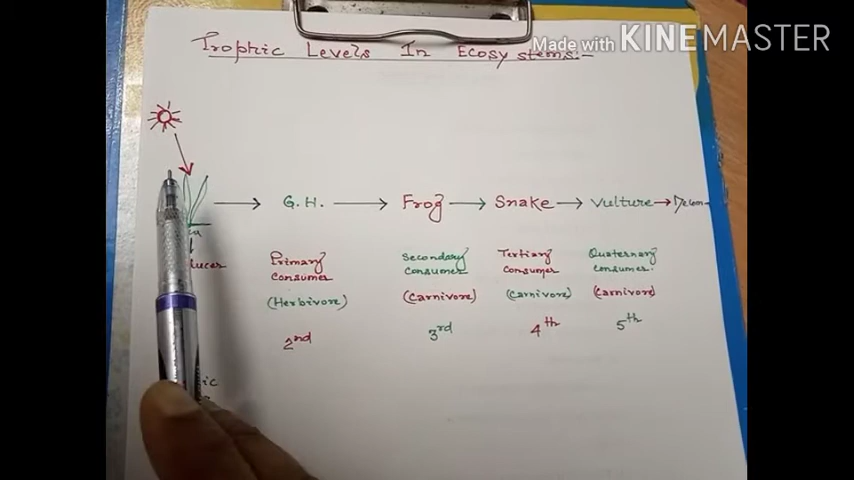 Made with KINEMASTER
Trophic Levels In Ecosystems:-
G.H. Frog Snake Vulture
Primary Consumer
(Herbivore)
2nd
Secondary Consumer
(Carnivore)
3rd
Tertiary Consumer
(Carnivore)
4th
Quaternary Consumer.
(Carnivore)
5th